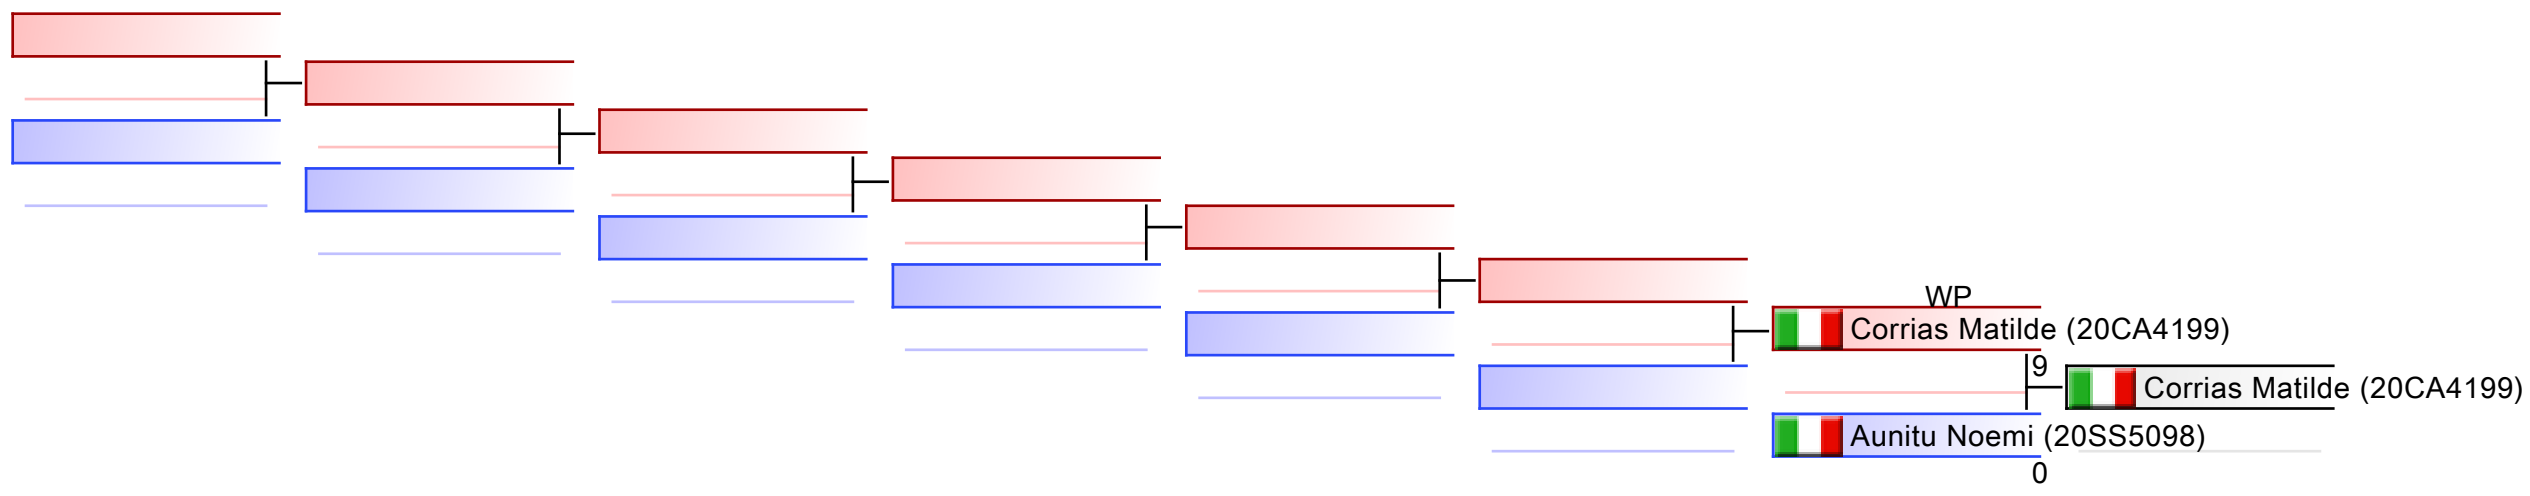 WP
Corrias Matilde (20CA4199)
9
Corrias Matilde (20CA4199)
Aunitu Noemi (20SS5098)
0